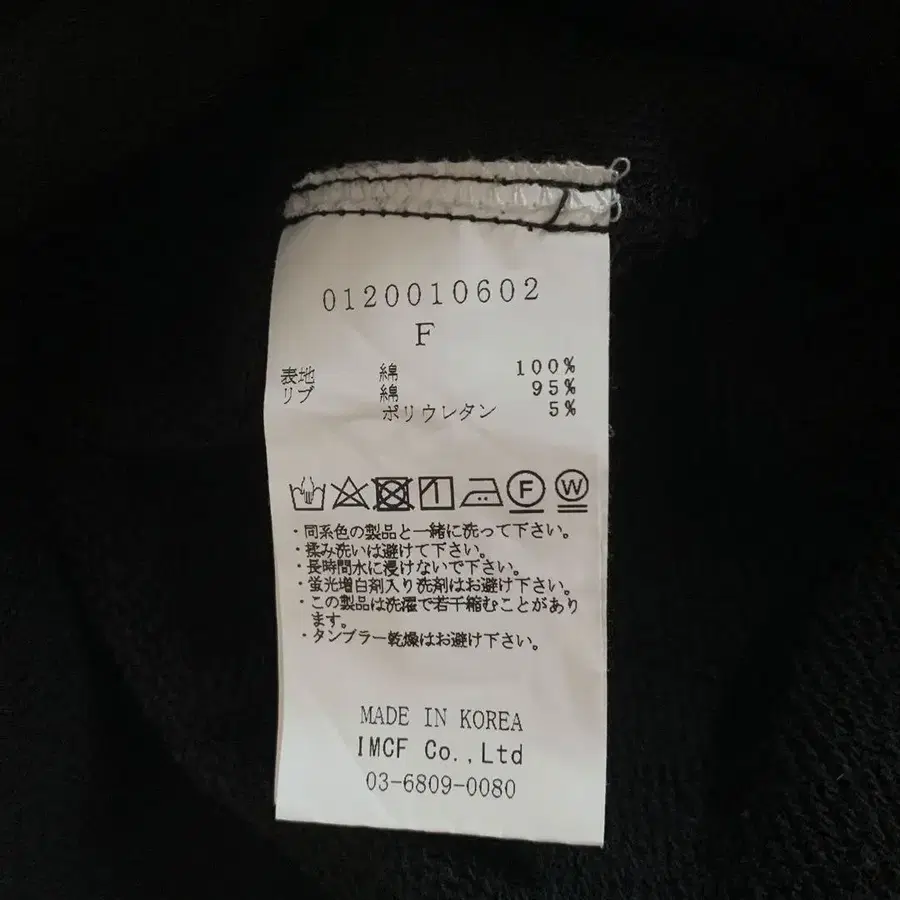 0120010602
F
表地 綿 100%
リブ 綿 95%
ポリウレタン 5%
F W
・同系色の製品と一緒に洗って下さい。
・揉み洗いは避けて下さい。
・長時間水に浸けないで下さい。
・蛍光増白剤入り洗剤はお避け下さい。
・この製品は洗濯で若干縮むことがあり
ます。
・タンブラー乾燥はお避け下さい。
MADE IN KOREA
IMCF Co.,Ltd
03-6809-0080